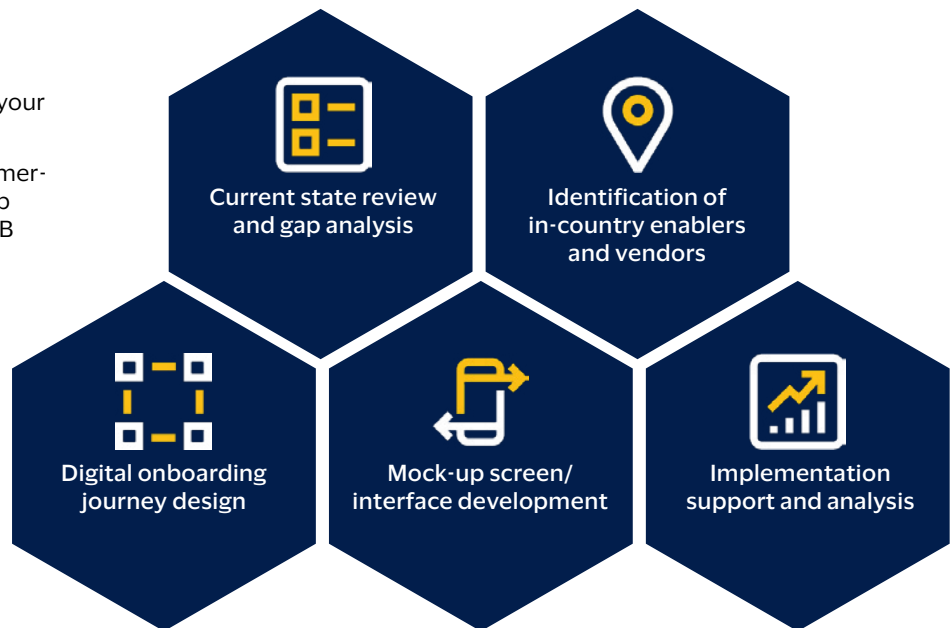 your
mer-
B
Current state review
and gap analysis
Identification of
in-country enablers
and vendors
Digital onboarding
journey design
Mock-up screen/
interface development
Implementation
support and analysis